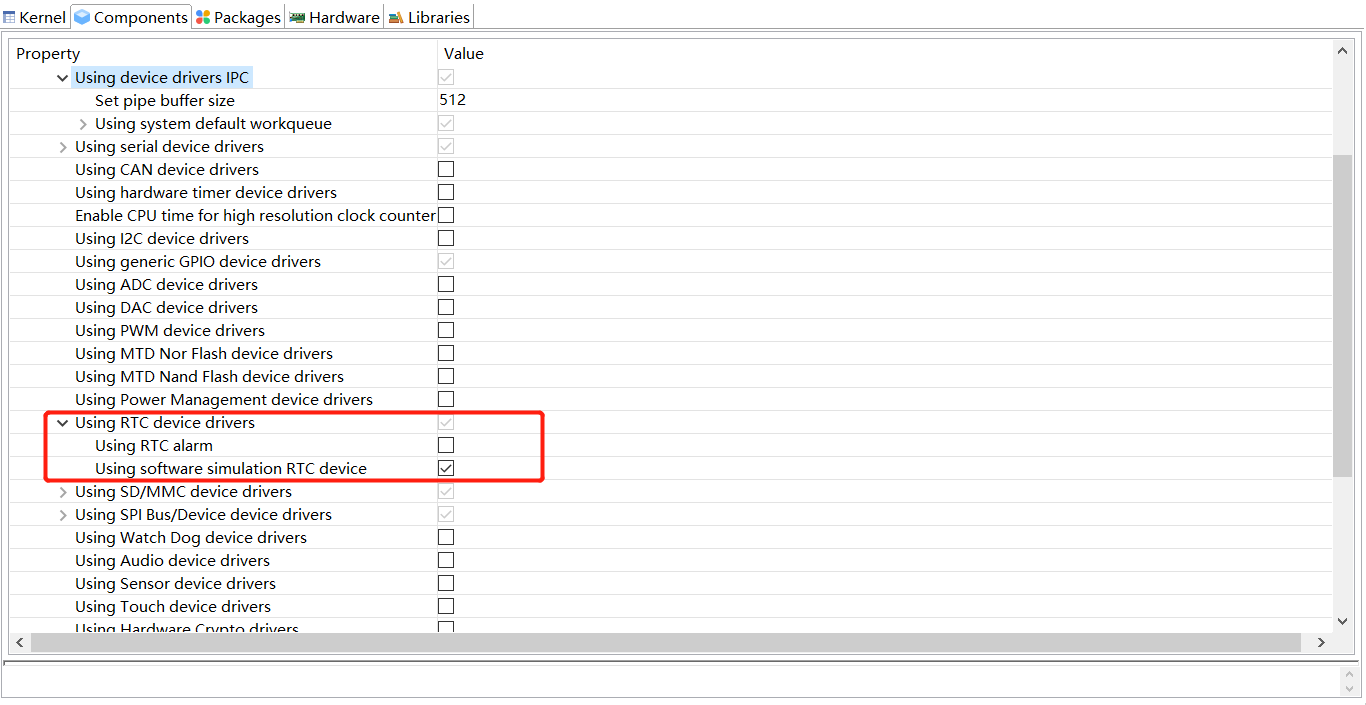 Kernel Components Packages Hardware Libraries
Property Value
Using device drivers IPC
Set pipe buffer size 512
Using system default workqueue
Using serial device drivers
Using CAN device drivers
Using hardware timer device drivers
Enable CPU time for high resolution clock counter
Using I2C device drivers
Using generic GPIO device drivers
Using ADC device drivers
Using DAC device drivers
Using PWM device drivers
Using MTD Nor Flash device drivers
Using MTD Nand Flash device drivers
Using Power Management device drivers
Using RTC device drivers
Using RTC alarm
Using software simulation RTC device
Using SD/MMC device drivers
Using SPI Bus/Device device drivers
Using Watch Dog device drivers
Using Audio device drivers
Using Sensor device drivers
Using Touch device drivers
Using Hardware Crypto drivers